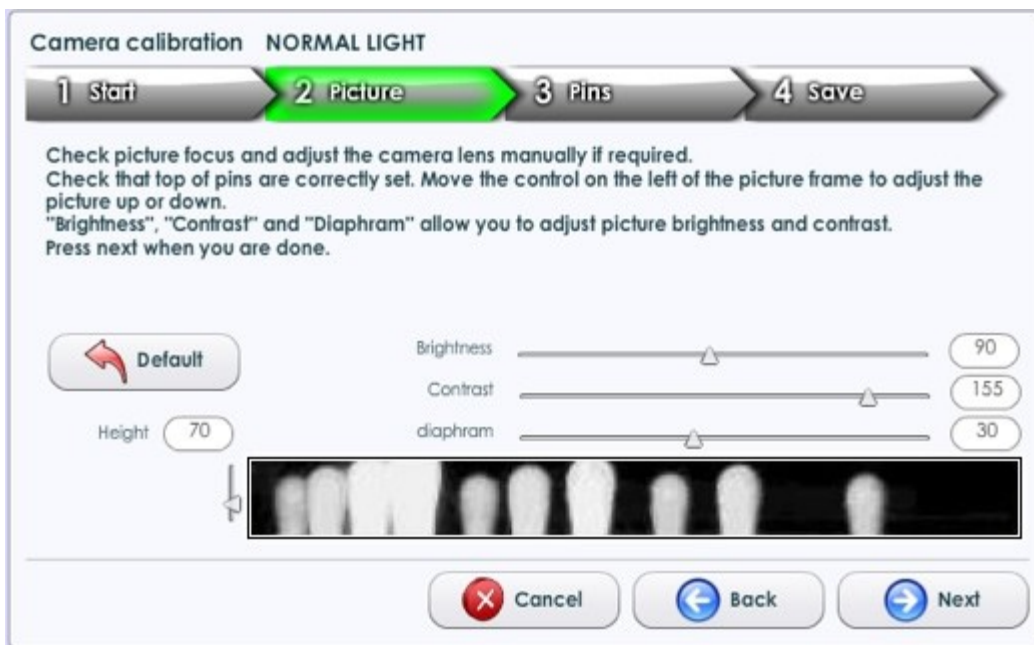 Camera calibration NORMAL LIGHT
1 Start 2 Picture 3 Pins 4 Save
Check picture focus and adjust the camera lens manually if required.
Check that top of pins are correctly set. Move the control on the left of the picture frame to adjust the
picture up or down.
"Brightness", "Contrast" and "Diaphram" allow you to adjust picture brightness and contrast.
Press next when you are done.
Default
Brightness 90
Contrast 155
Height 70
diaphram 30
Cancel Back Next